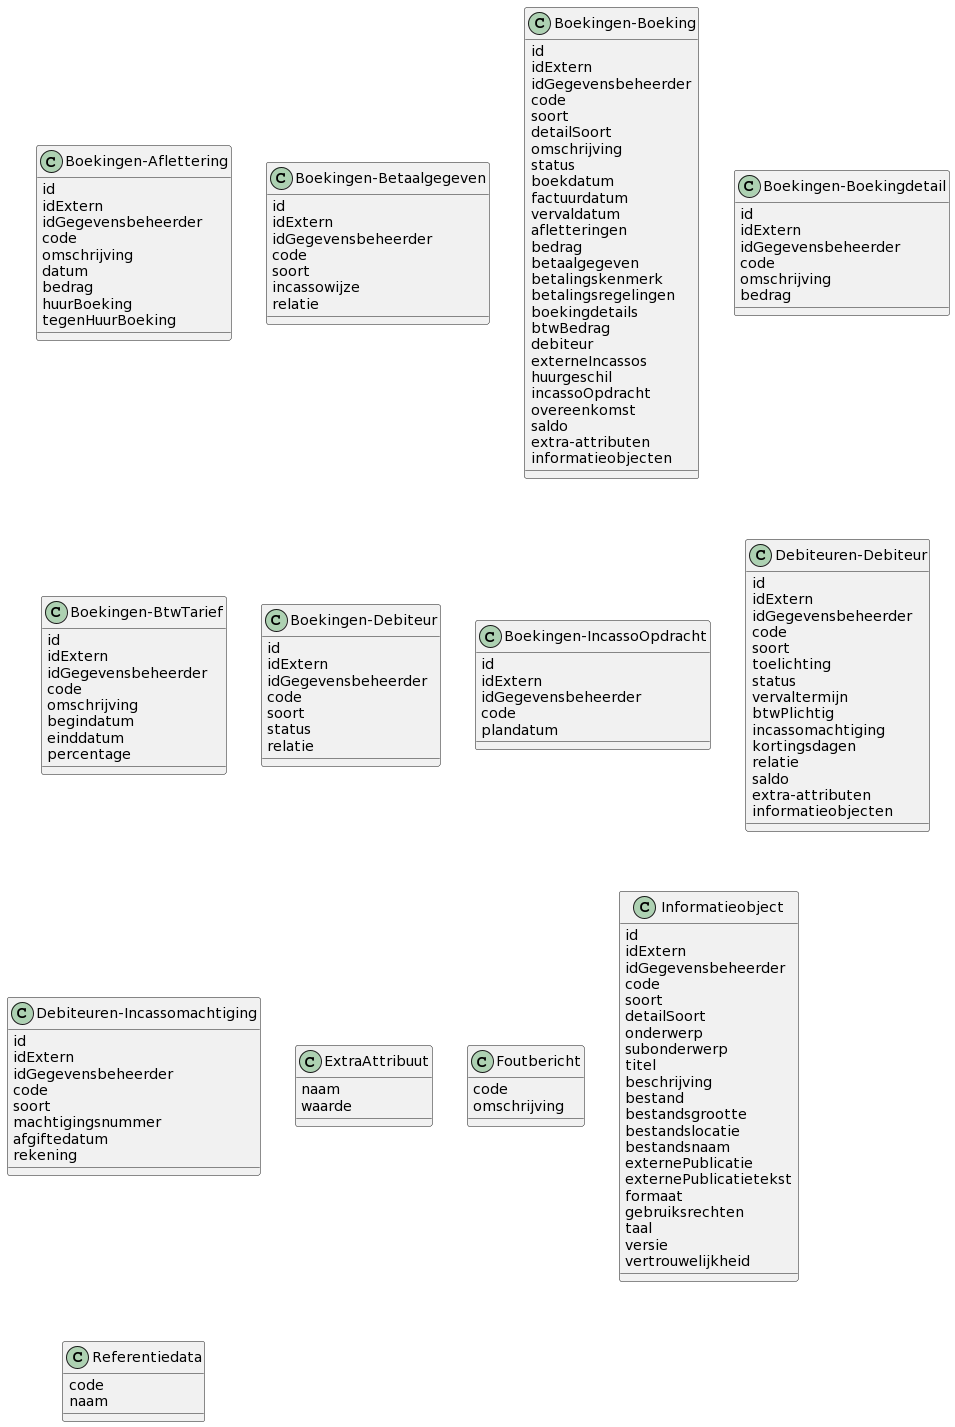 C Boekingen-Aflettering
id
idExtern
idGegevensbeheerder
code
omschrijving
datum
bedrag
huurBoeking
tegenHuurBoeking
C Boekingen-Betaalgegeven
id
idExtern
idGegevensbeheerder
code
soort
incassowijze
relatie
C Boekingen-Boeking
id
idExtern
idGegevensbeheerder
code
soort
detailSoort
omschrijving
status
boekdatum
factuurdatum
vervaldatum
afletteringen
bedrag
betaalgegeven
betalingskenmerk
betalingsregelingen
boekingdetails
btwBedrag
debiteur
externeIncassos
huurgeschil
incassoOpdracht
overeenkomst
saldo
extra-attributen
informatieobjecten
C Boekingen-Boekingdetail
id
idExtern
idGegevensbeheerder
code
omschrijving
bedrag
C Boekingen-BtwTarief
id
idExtern
idGegevensbeheerder
code
omschrijving
begindatum
einddatum
percentage
C Boekingen-Debiteur
id
idExtern
idGegevensbeheerder
code
soort
status
relatie
C Boekingen-IncassoOpdracht
id
idExtern
idGegevensbeheerder
code
plandatum
C Debiteuren-Debiteur
id
idExtern
idGegevensbeheerder
code
soort
toelichting
status
vervaltermijn
btwPlichtig
incassomachtiging
kortingsdagen
relatie
saldo
extra-attributen
informatieobjecten
C Debiteuren-Incassomachtiging
id
idExtern
idGegevensbeheerder
code
soort
machtigingsnummer
afgiftedatum
rekening
C ExtraAttribuut
naam
waarde
C Foutbericht
code
omschrijving
C Informatieobject
id
idExtern
idGegevensbeheerder
code
soort
detailSoort
onderwerp
subonderwerp
titel
beschrijving
bestand
bestandsgrootte
bestandslocatie
bestandsnaam
externePublicatie
externePublicatietekst
formaat
gebruiksrechten
taal
versie
vertrouwelijkheid
C Referentiedata
code
naam